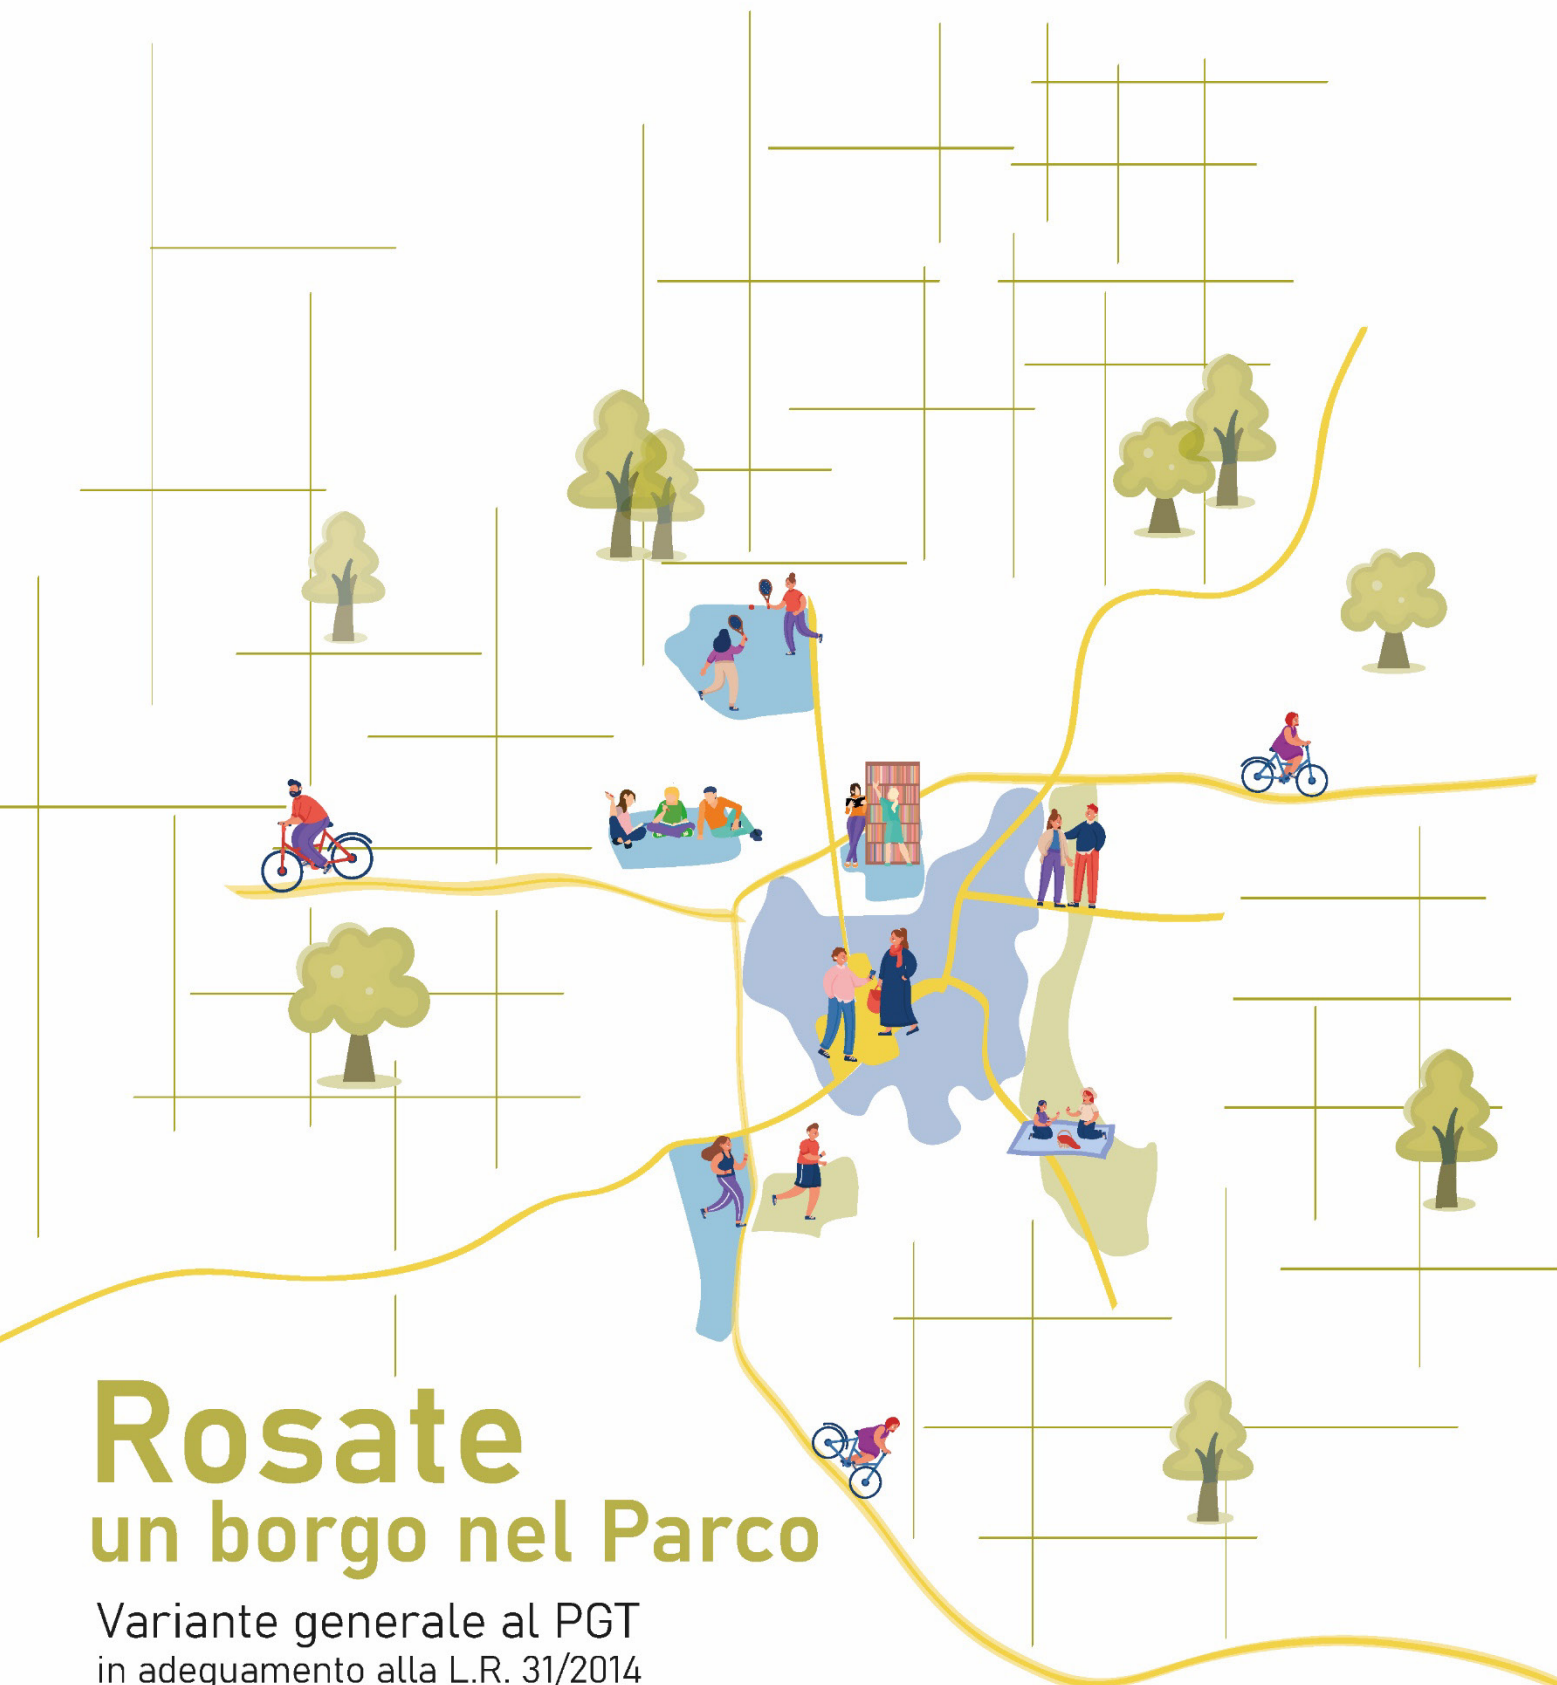 Rosate
un borgo nel Parco
Variante generale al PGT
in adeguamento alla L.R. 31/2014